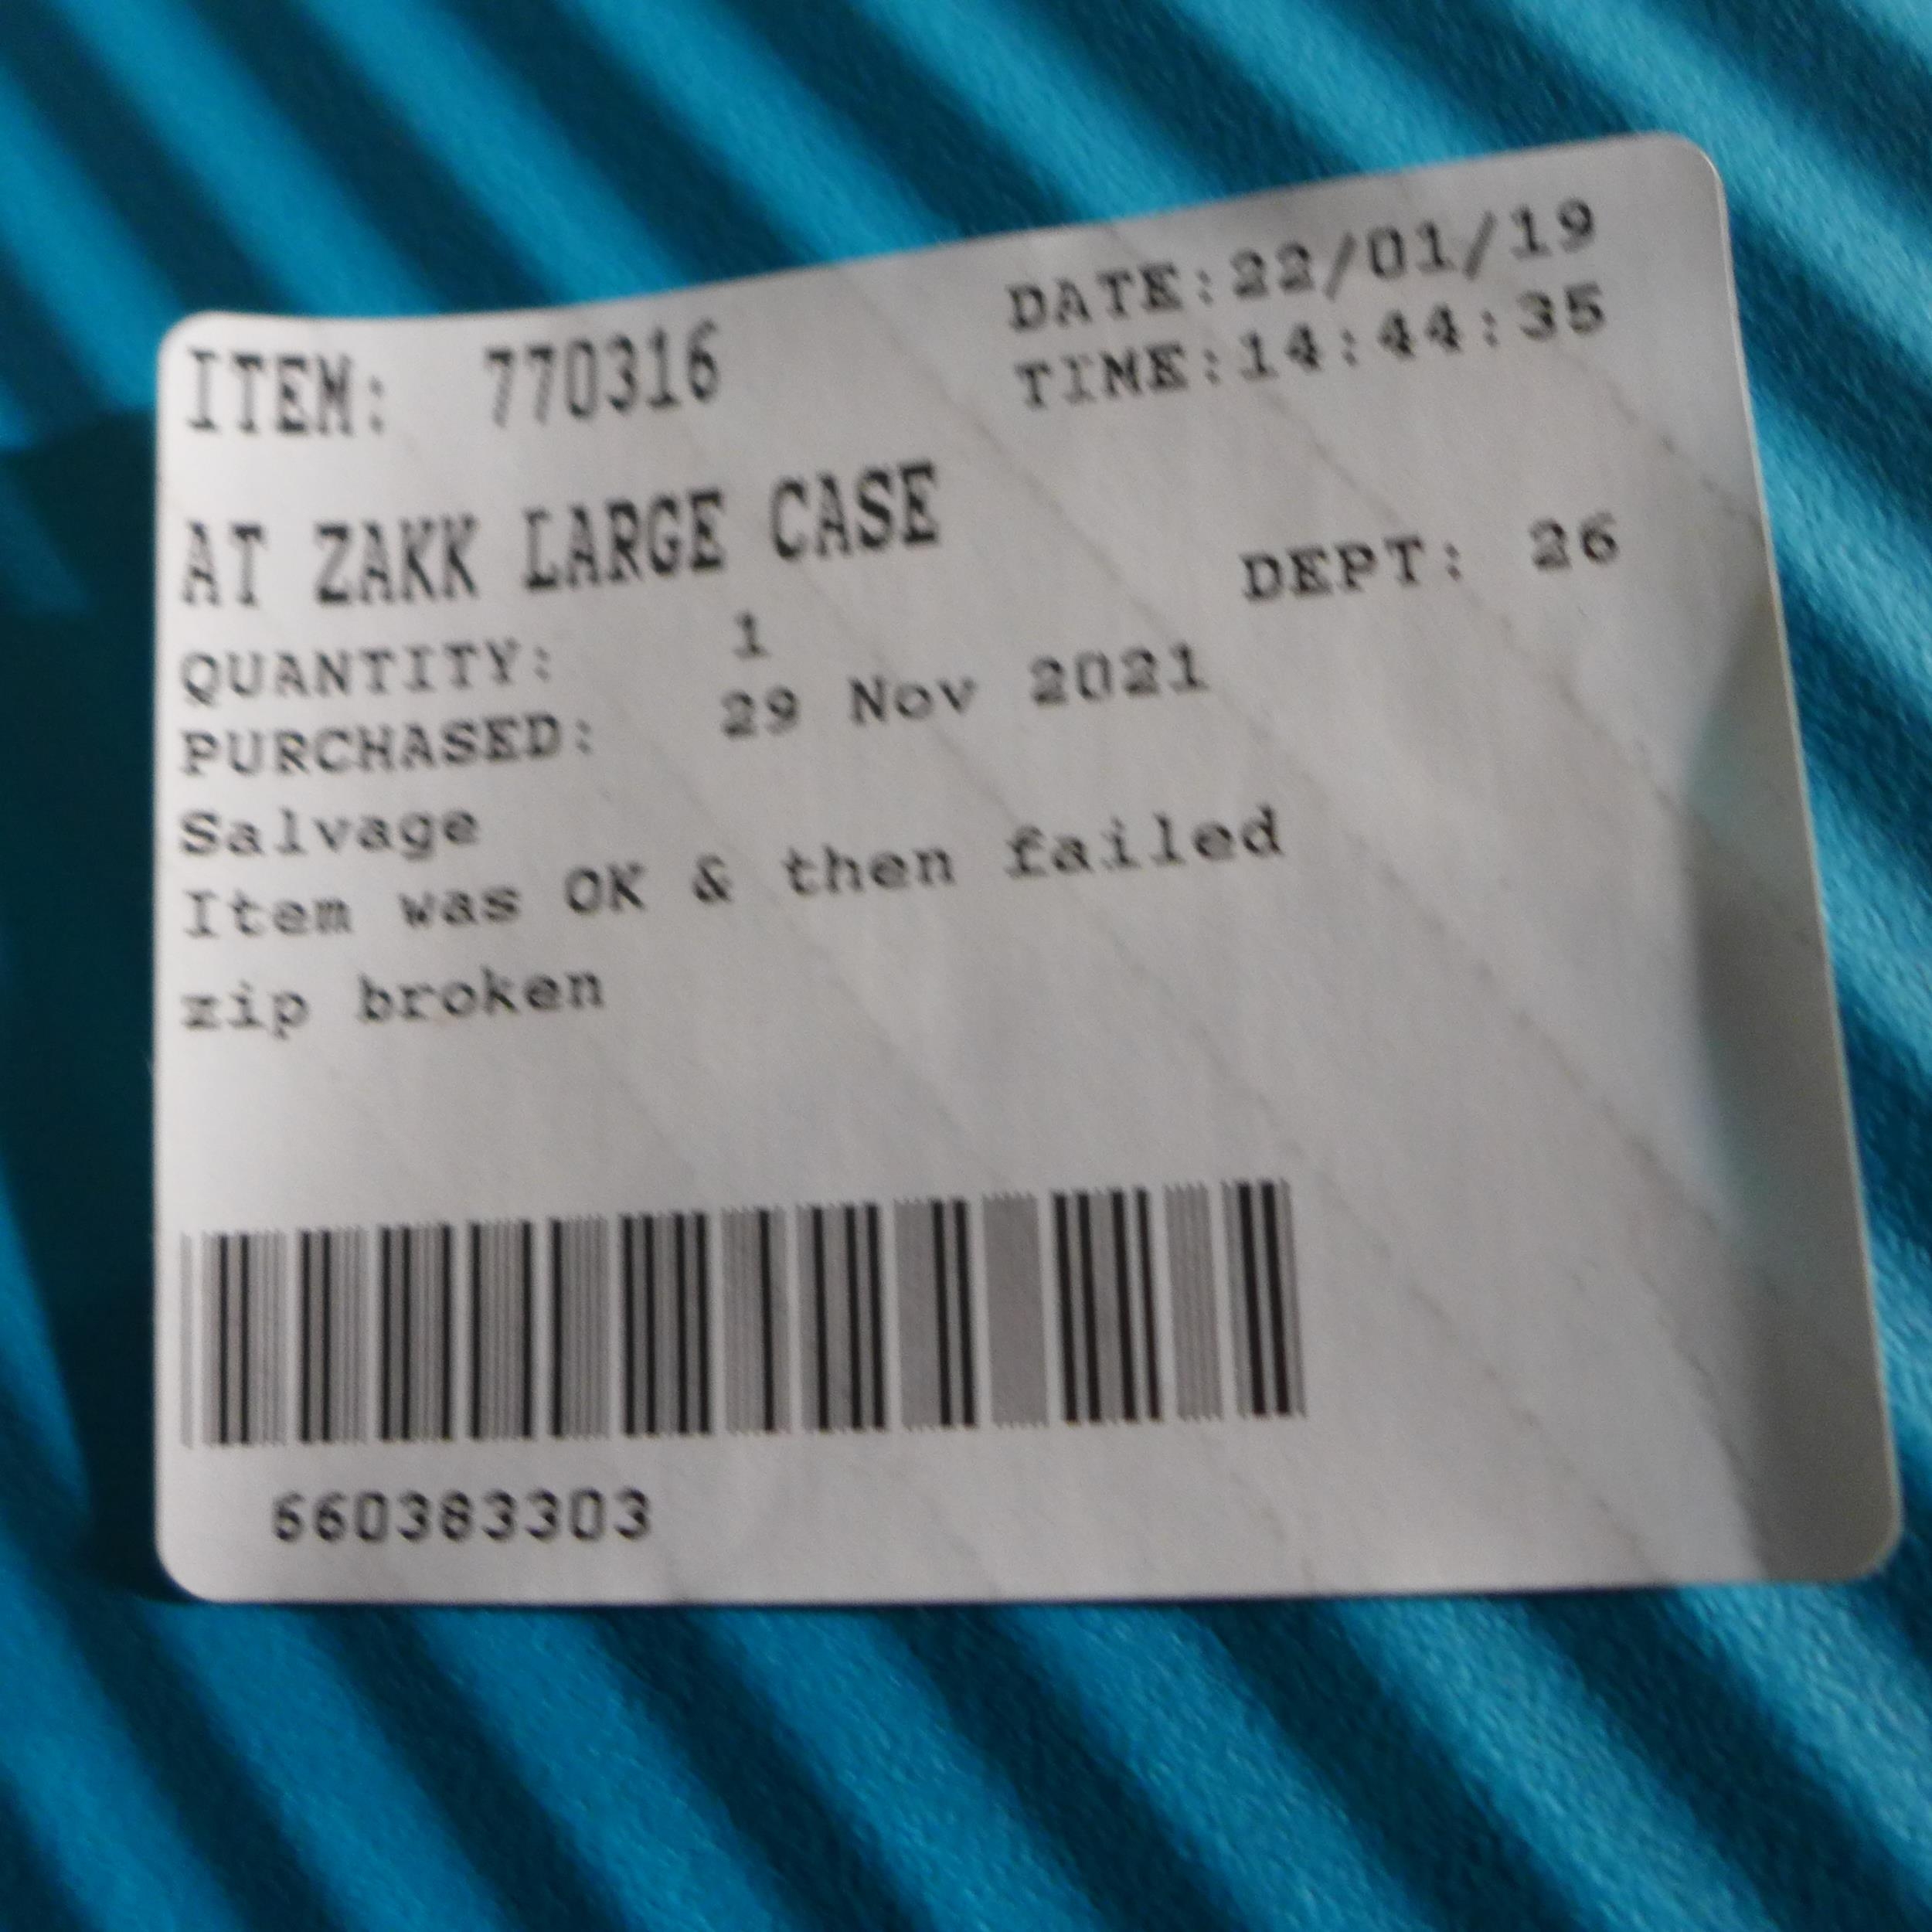 ITEM: 770316
DATE:22/01/19
TIME:14:44:35
AT ZAKK LARGE CASE
DEPT: 26
QUANTITY: 1
PURCHASED: 29 Nov 2021
Salvage
Item was OK & then failed
zip broken
660383303